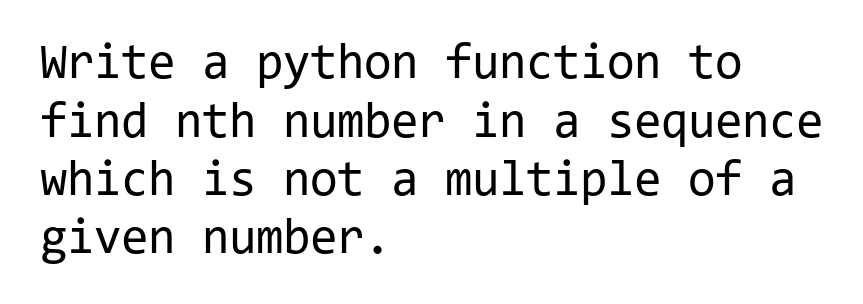 Write a python function to
find nth number in a sequence
which is not a multiple of a
given number.